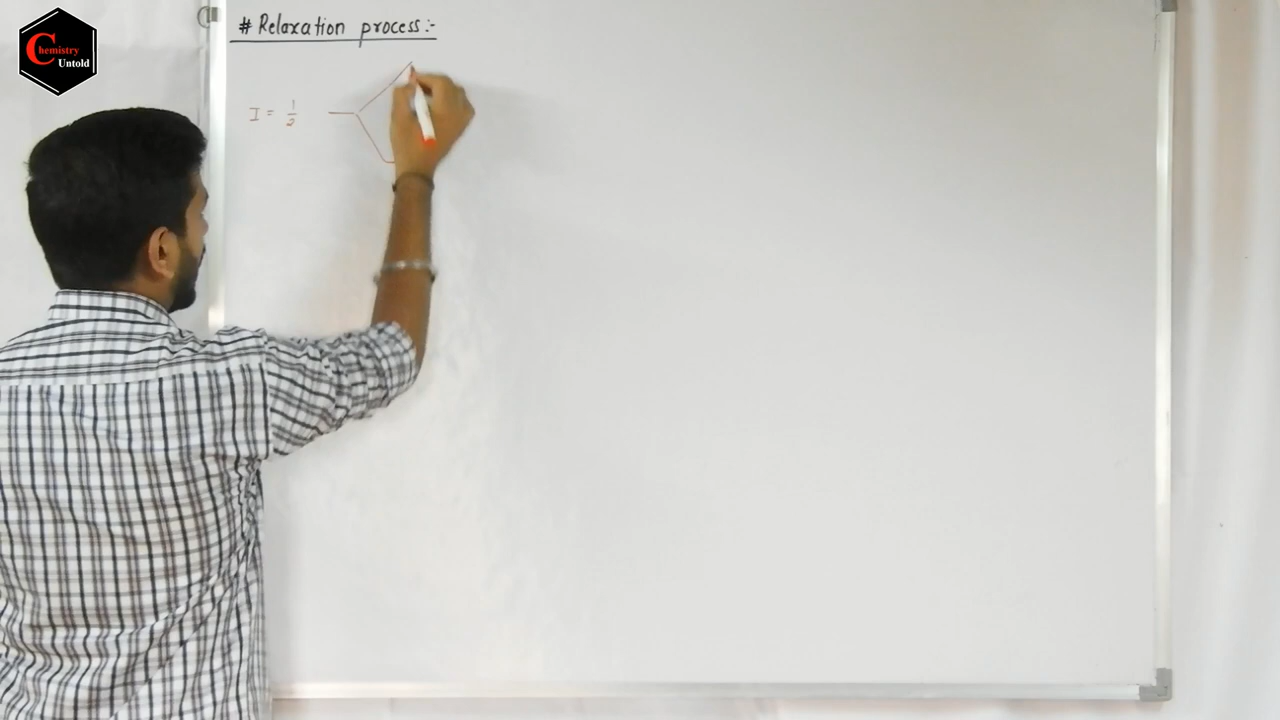 Chemistry
Untold
# Relaxation process:-
I = 1/2